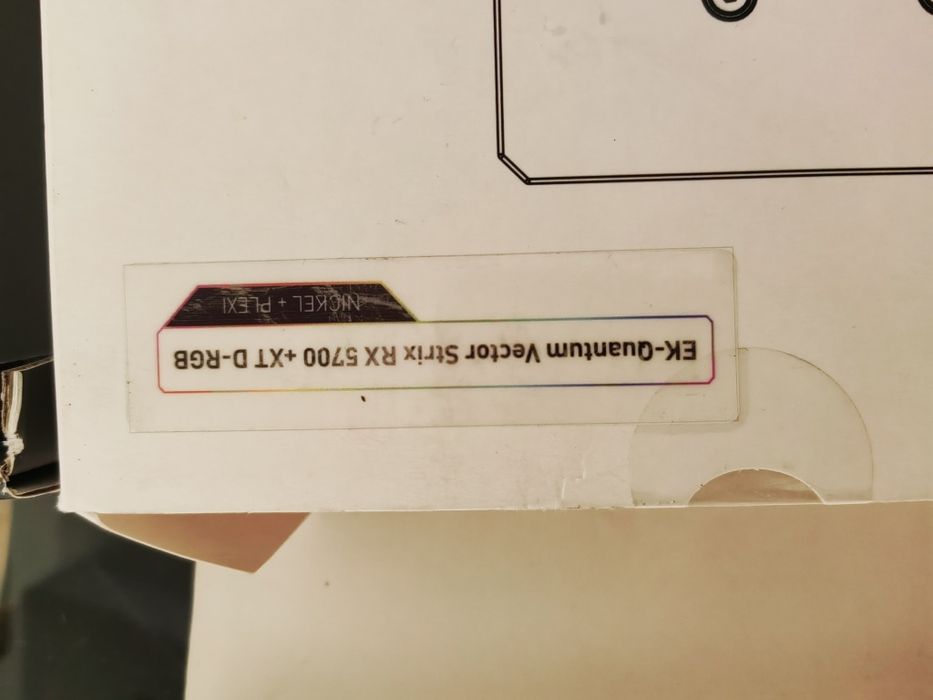 EK-Quantum Vector Strix RX 5700 +XT D-RGB
NICKEL + PLEXI